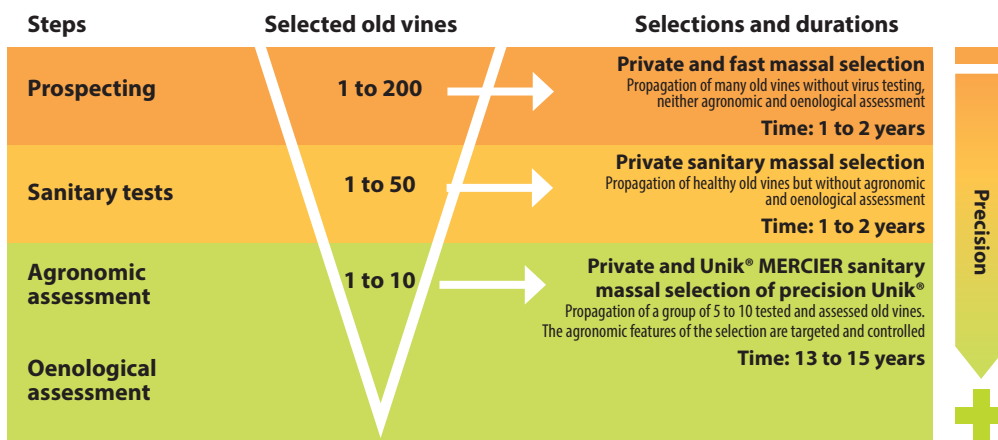 Steps
Selected old vines
Selections and durations
Prospecting
1 to 200
Private and fast massal selection
Propagation of many old vines without virus testing,
neither agronomic and oenological assessment
Time: 1 to 2 years
Sanitary tests
1 to 50
Private sanitary massal selection
Propagation of healthy old vines but without agronomic
and oenological assessment
Time: 1 to 2 years
Agronomic
assessment
1 to 10
Private and Unik® MERCIER sanitary
massal selection of precision Unik®
Propagation of a group of 5 to 10 tested and assessed old vines.
The agronomic features of the selection are targeted and controlled
Time: 13 to 15 years
Oenological
assessment
Precision